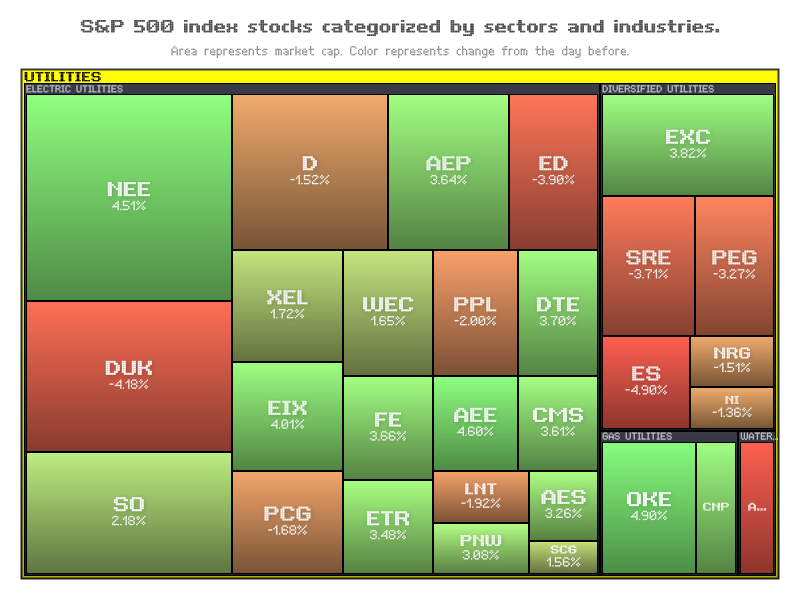 S&P 500 index stocks categorized by sectors and industries.
Area represents market cap. Color represents change from the day before.
UTILITIES
ELECTRIC UTILITIES
NEE
4.51%
DUK
-4.18%
SO
2.18%
D
-1.52%
AEP
3.64%
ED
-3.90%
XEL
1.72%
WEC
1.65%
PPL
-2.00%
DTE
3.70%
EIX
4.01%
FE
3.66%
AEE
4.60%
CMS
3.61%
PCG
-1.68%
ETR
3.48%
LNT
-1.92%
PNW
3.08%
AES
3.26%
SCG
1.56%
DIVERSIFIED UTILITIES
EXC
3.82%
SRE
-3.71%
PEG
-3.27%
ES
-4.90%
NRG
-1.51%
NI
-1.36%
GAS UTILITIES
OKE
4.90%
CNP
WATER...
A...